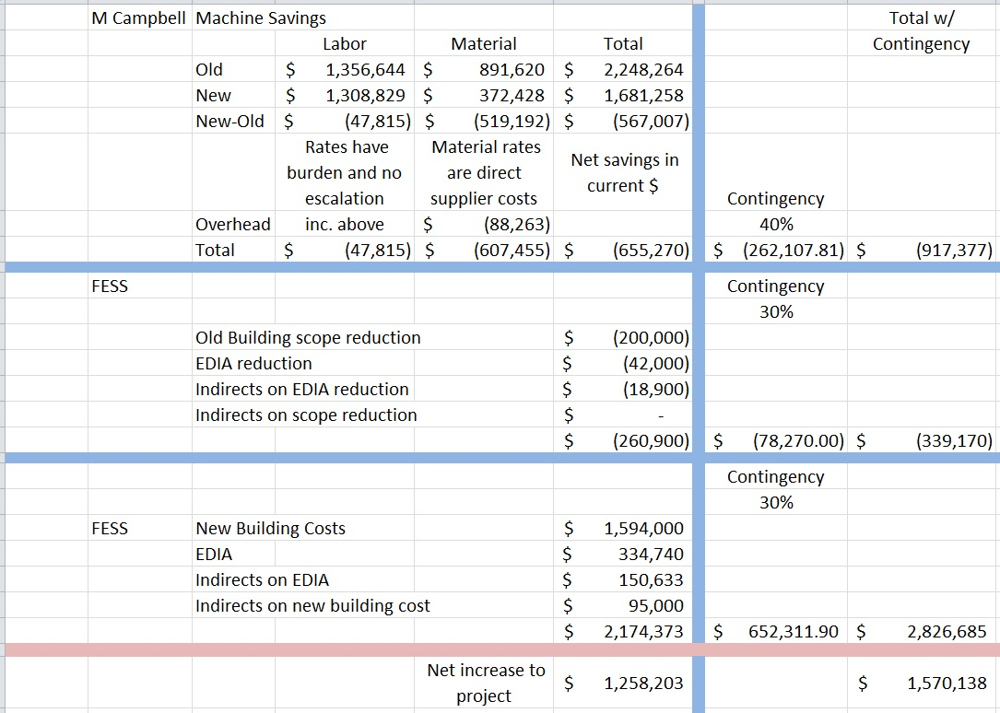 M Campbell Machine Savings Total w/
Labor Material Total Contingency
Old $ 1,356,644 $ 891,620 $ 2,248,264
New $ 1,308,829 $ 372,428 $ 1,681,258
New-Old $ (47,815) $ (519,192) $ (567,007)
Rates have Material rates
burden and no are direct Net savings in
escalation supplier costs current $ Contingency
Overhead inc. above $ (88,263) 40%
Total $ (47,815) $ (607,455) $ (655,270) $ (262,107.81) $ (917,377)
FESS Contingency
30%
Old Building scope reduction $ (200,000)
EDIA reduction $ (42,000)
Indirects on EDIA reduction $ (18,900)
Indirects on scope reduction $ -
$ (260,900) $ (78,270.00) $ (339,170)
Contingency
30%
FESS New Building Costs $ 1,594,000
EDIA $ 334,740
Indirects on EDIA $ 150,633
Indirects on new building cost $ 95,000
$ 2,174,373 $ 652,311.90 $ 2,826,685
Net increase to
project $ 1,258,203 $ 1,570,138